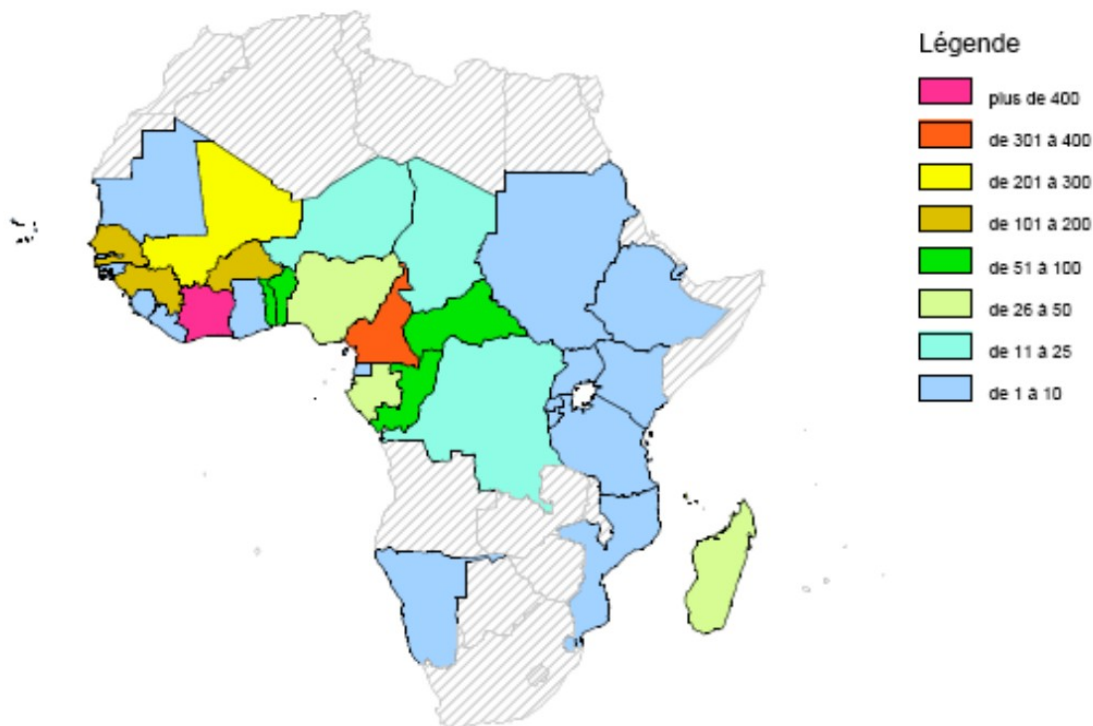 Légende
plus de 400
de 301 à 400
de 201 à 300
de 101 à 200
de 51 à 100
de 26 à 50
de 11 à 25
de 1 à 10